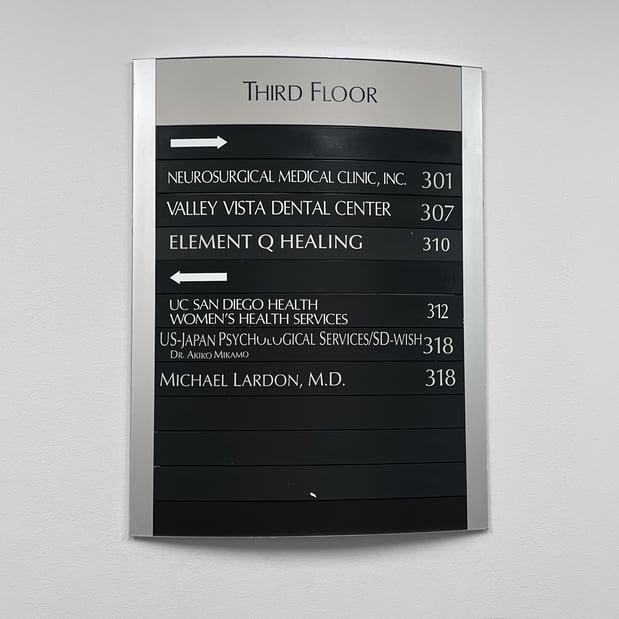 THIRD FLOOR
NEUROSURGICAL MEDICAL CLINIC, INC. 301
VALLEY VISTA DENTAL CENTER 307
ELEMENT Q HEALING 310
UC SAN DIEGO HEALTH
WOMEN'S HEALTH SERVICES 312
US-JAPAN PSYCHOLOGICAL SERVICES/SD-WISH 318
DR. AKIKO MIKAMO
MICHAEL LARDON, M.D. 318